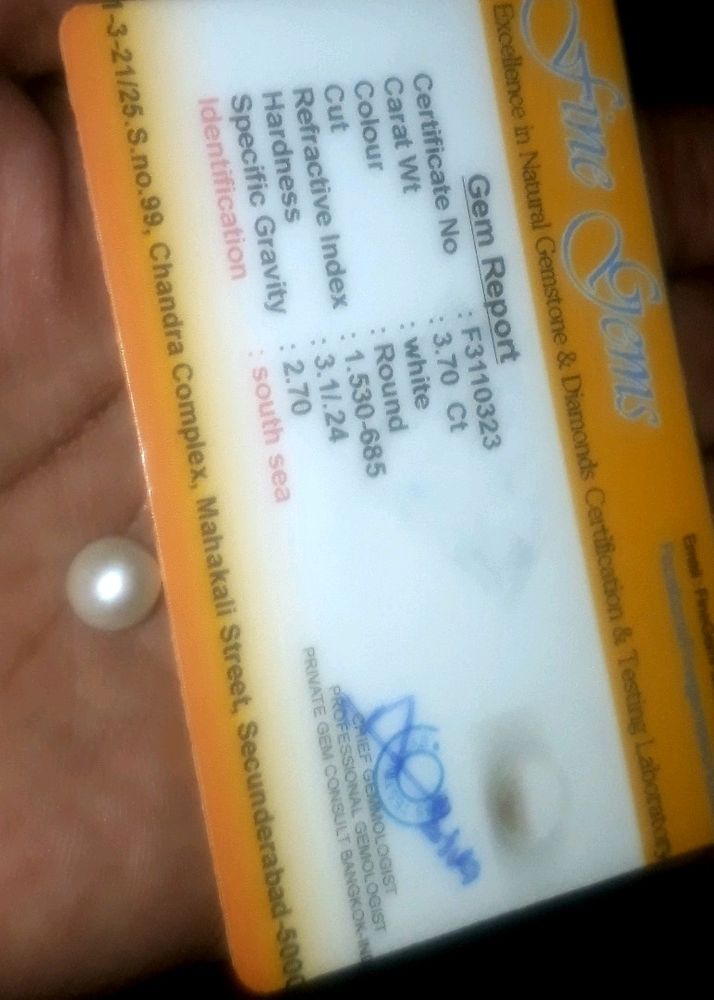 Fine Gems
Excellence in Natural Gemstone & Diamonds Certification & Testing Laboratory
Gem Report
Certificate No : F3110323
Carat Wt : 3.70 Ct
Colour : white
Cut : Round
Refractive Index : 1.530-685
Hardness : 3.1/.24
Specific Gravity : 2.70
Identification : south sea
CHIEF GEMMOLOGIST
PROFESSIONAL GEMOLOGIST
PRIVATE GEM CONSULT BANGKOK-IN
1-3-21/25.S.no.99, Chandra Complex, Mahakali Street, Secunderabad-5000